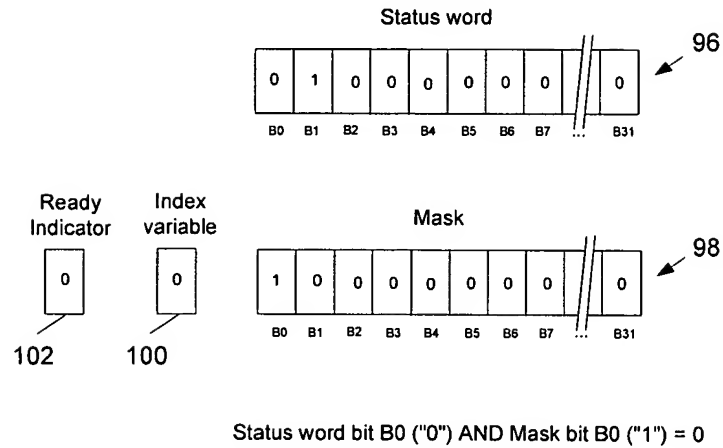 Status word
96
0 1 0 0 0 0 0 0 0
B0 B1 B2 B3 B4 B5 B6 B7 ... B31
Ready Indicator
Index variable
Mask
98
0
0
1 0 0 0 0 0 0 0 0
B0 B1 B2 B3 B4 B5 B6 B7 ... B31
102
100
Status word bit B0 ("0") AND Mask bit B0 ("1") = 0